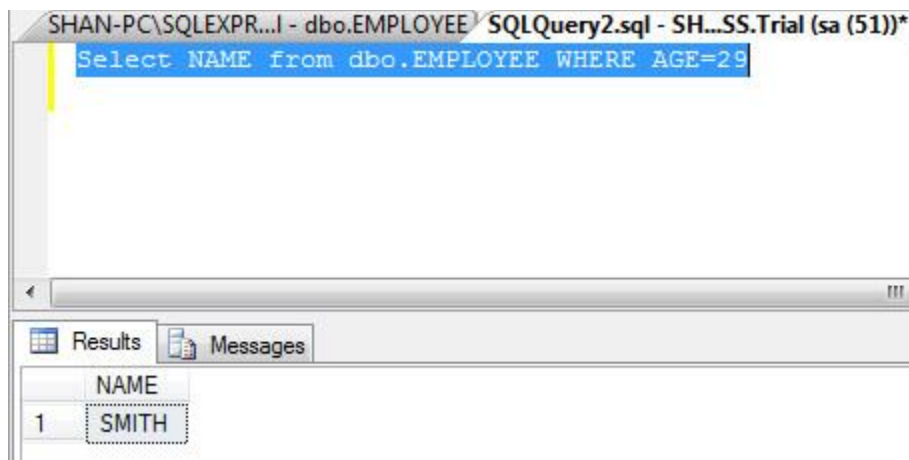 SHAN-PC\SQLEXPR...l - dbo.EMPLOYEE SQLQuery2.sql - SH...SS.Trial (sa (51))*
Select NAME from dbo.EMPLOYEE WHERE AGE=29
Results Messages
NAME
1 SMITH